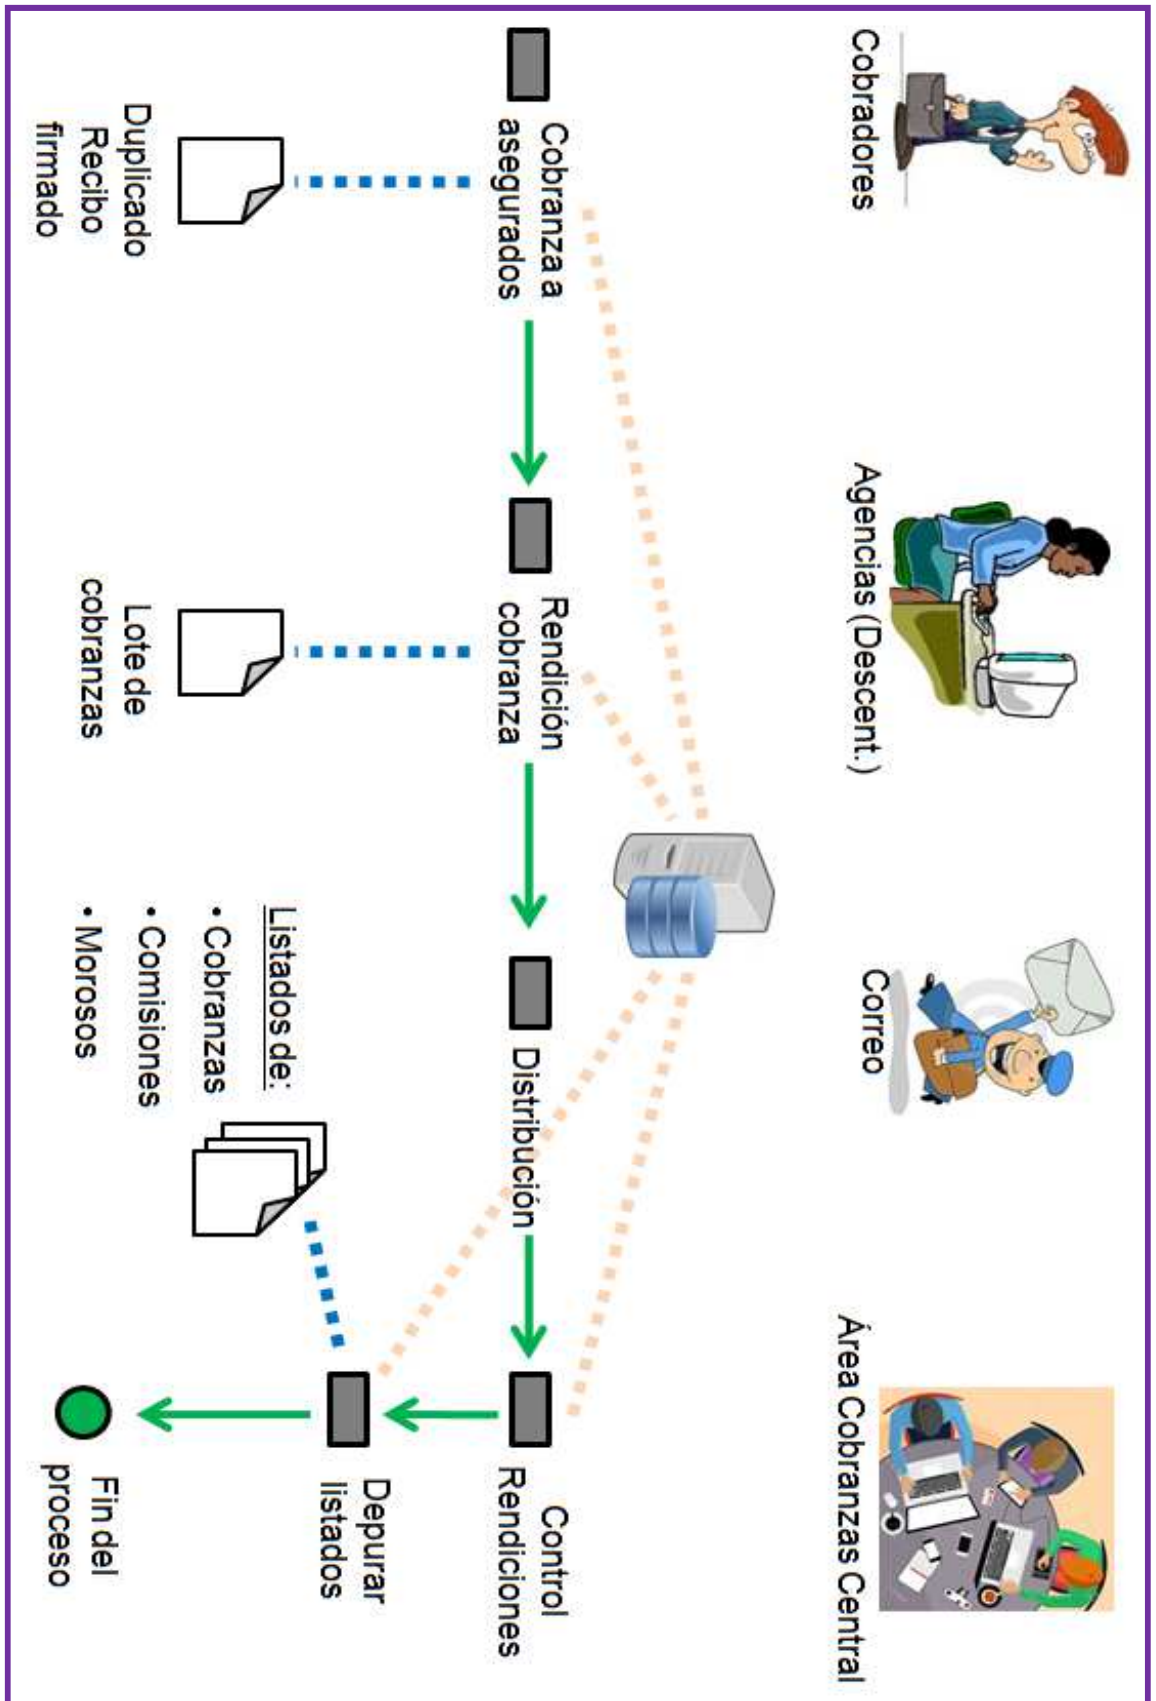 Cobradores
Agencias (Descent.)
Correo
Área Cobranzas Central
Cobranza a
asegurados
Rendición
cobranza
Distribución
Control
Rendiciones
Duplicado
Recibo
firmado
Lote de
cobranzas
Listados de:
• Cobranzas
• Comisiones
• Morosos
Depurar
listados
Fin del
proceso